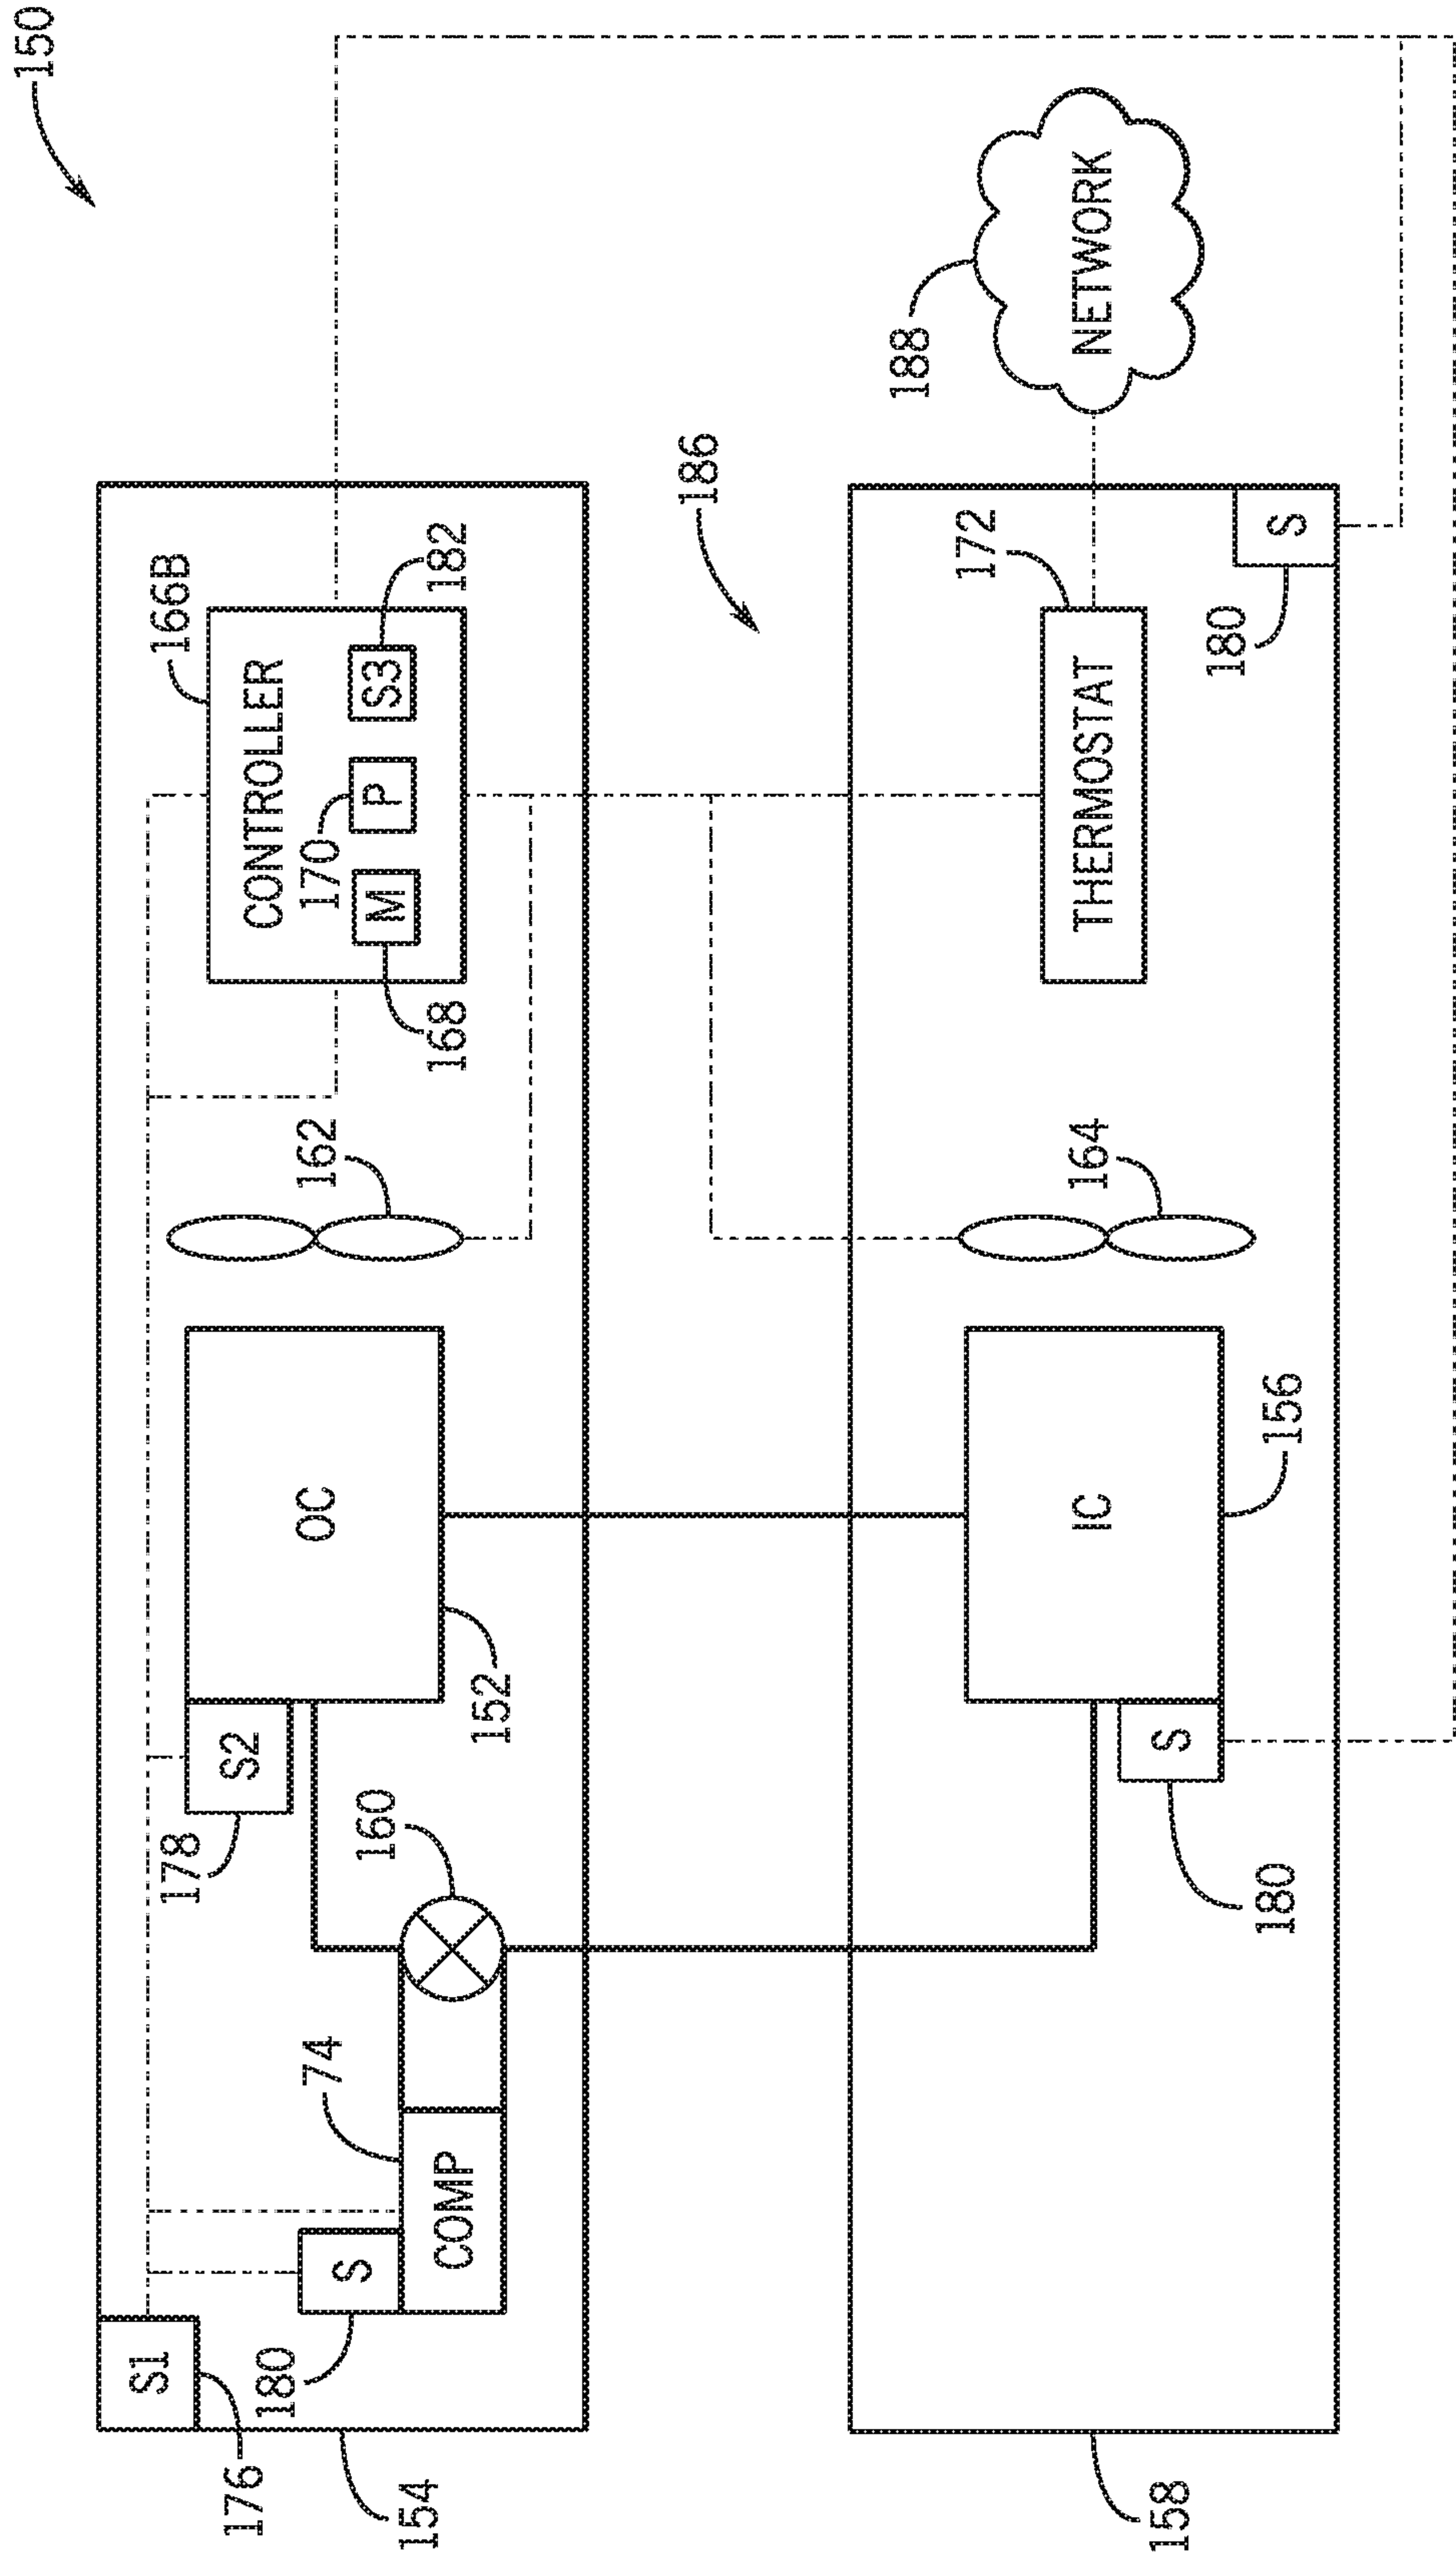 150
154
176
S1
180
S
74
COMP
160
178
S2
152
OC
162
166B
CONTROLLER
168
M
170
P
182
S3
186
188
NETWORK
158
180
S
156
IC
164
172
THERMOSTAT
180
S